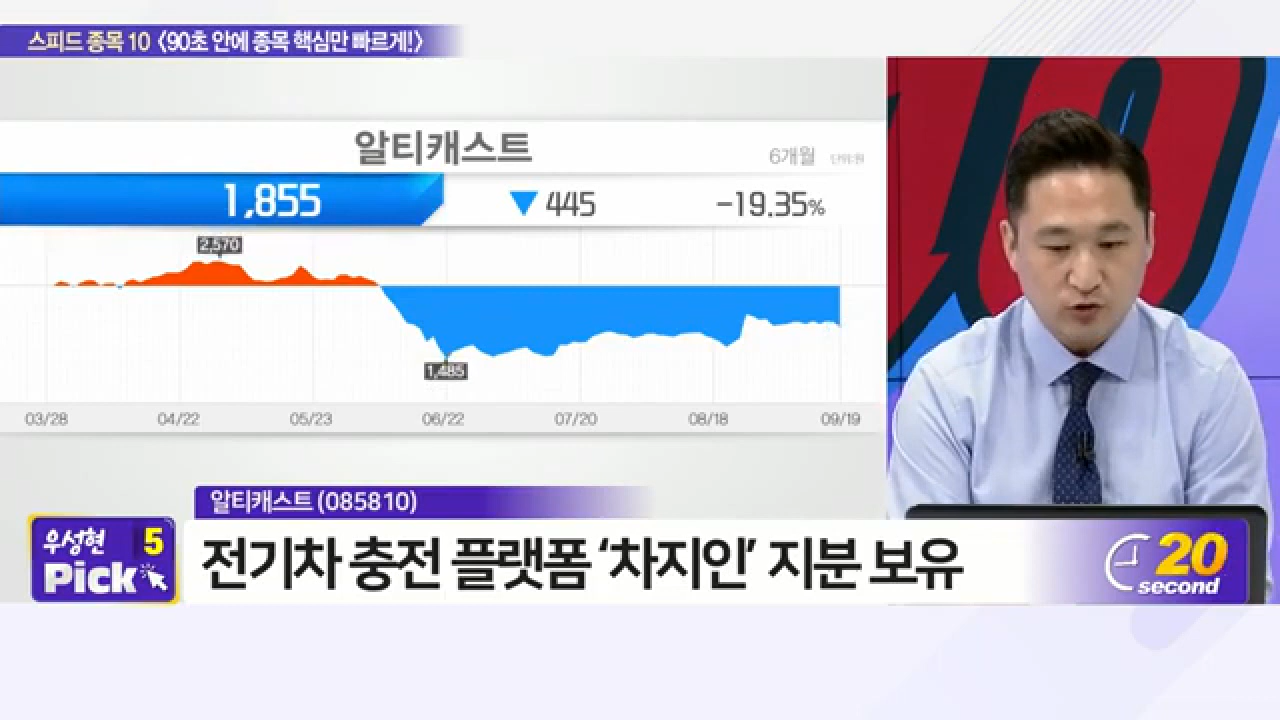 스피드 종목 10 〈90초 안에 종목 핵심만 빠르게!〉
알티캐스트
6개월 단위:원
1,855 ▼ 445 -19.35%
2,570
1,485
03/28 04/22 05/23 06/22 07/20 08/18 09/19
알티캐스트 (085810)
우성현 5
Pick
전기차 충전 플랫폼 ‘차지인’ 지분 보유
20
second